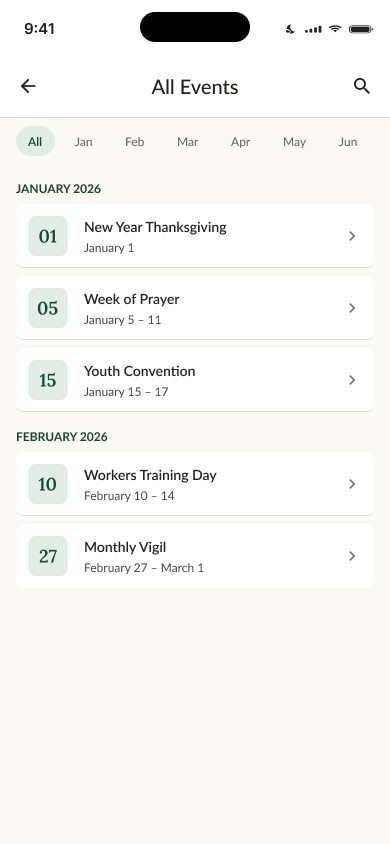 9:41
All Events
All Jan Feb Mar Apr May Jun
JANUARY 2026
01
New Year Thanksgiving
January 1
05
Week of Prayer
January 5 – 11
15
Youth Convention
January 15 – 17
FEBRUARY 2026
10
Workers Training Day
February 10 – 14
27
Monthly Vigil
February 27 – March 1